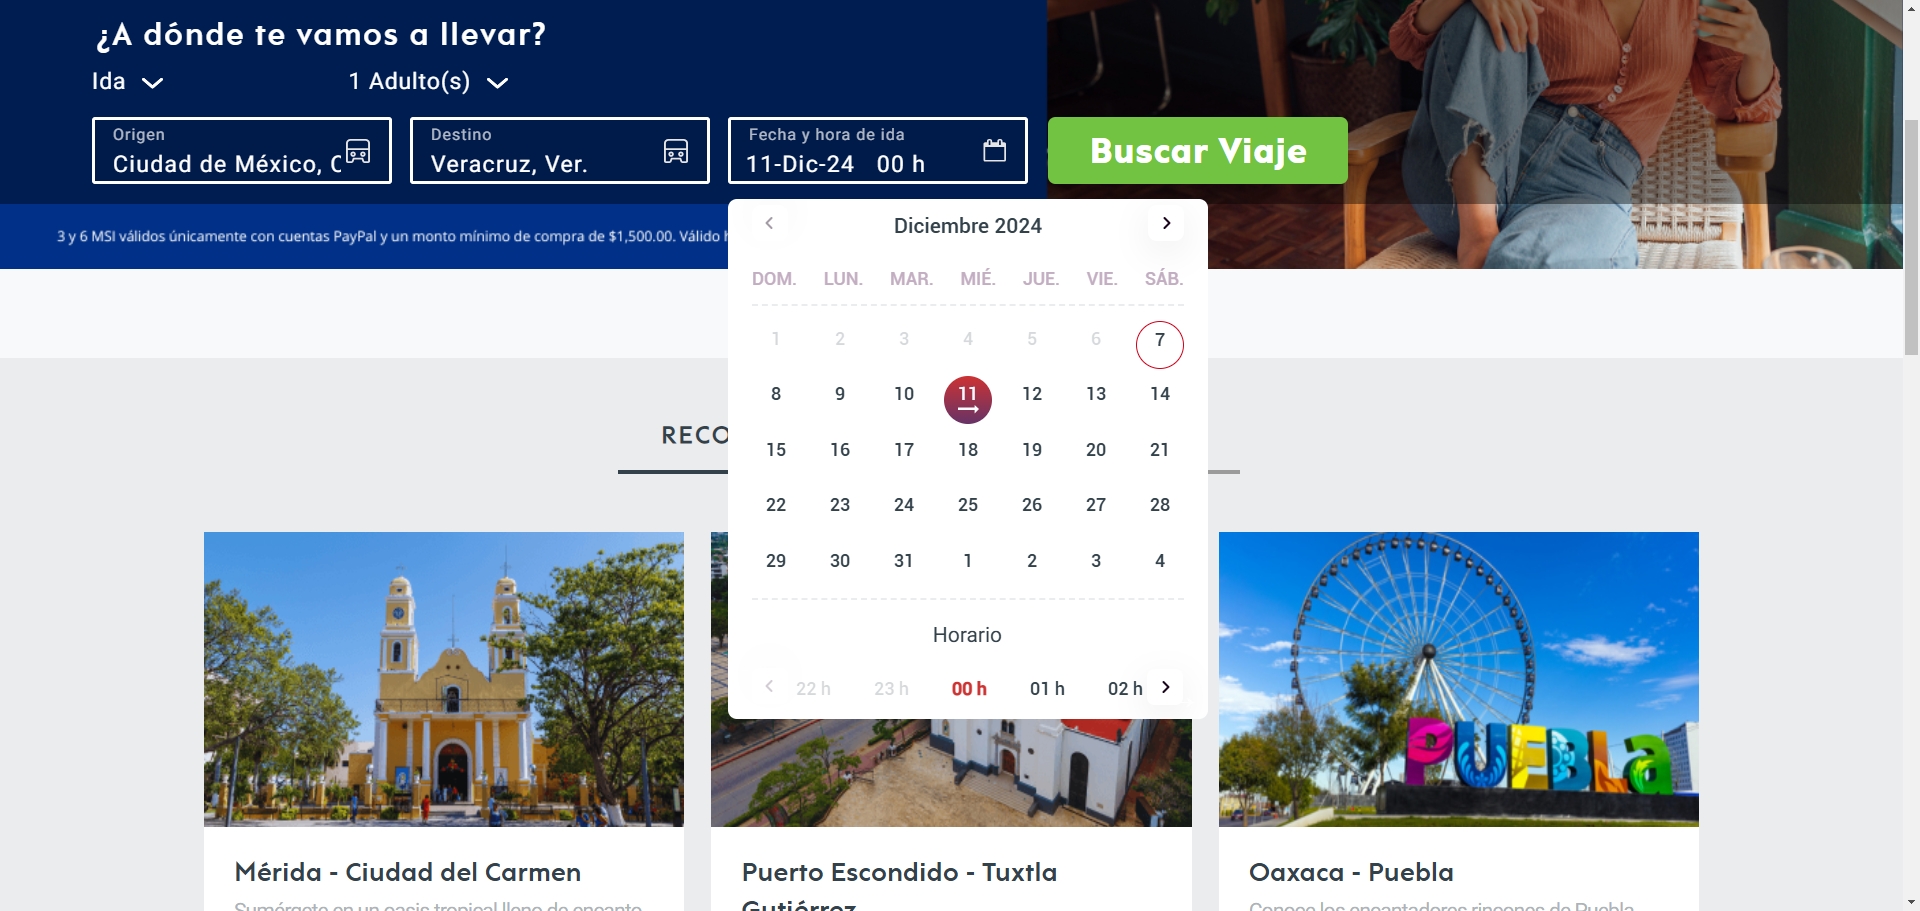 ¿A dónde te vamos a llevar?
Ida 1 Adulto(s)
Origen
Ciudad de México, C
Destino
Veracruz, Ver.
Fecha y hora de ida
11-Dic-24 00 h
Buscar Viaje
3 y 6 MSI válidos únicamente con cuentas PayPal y un monto mínimo de compra de $1,500.00. Válido h
Diciembre 2024
DOM. LUN. MAR. MIÉ. JUE. VIE. SÁB.
1 2 3 4 5 6 7
8 9 10 11 12 13 14
15 16 17 18 19 20 21
22 23 24 25 26 27 28
29 30 31 1 2 3 4
Horario
22 h 23 h 00 h 01 h 02 h
RECO
PUEBLa
Mérida - Ciudad del Carmen
Sumérgete en un oasis tropical lleno de encanto
Puerto Escondido - Tuxtla
Gutiérrez
Oaxaca - Puebla
Conoce los encantadores rincones de Puebla